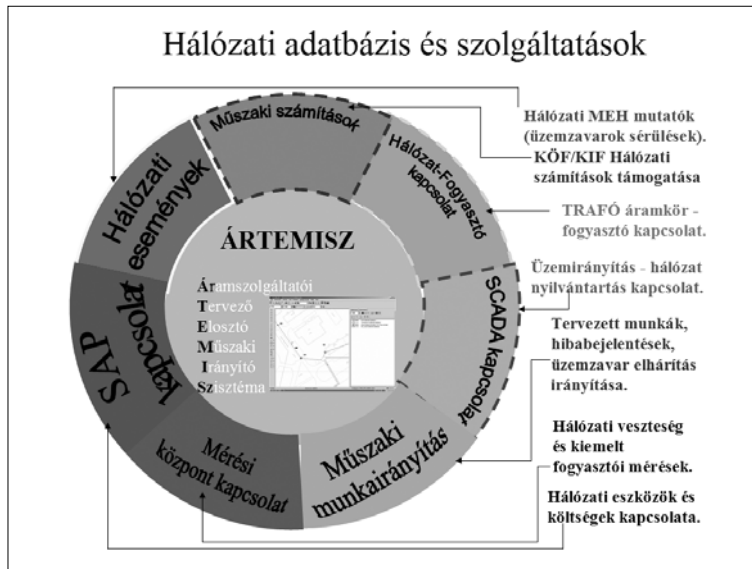 Hálózati adatbázis és szolgáltatások
Műszaki számítások
Hálózat-Fogyasztó
kapcsolat
SCADA kapcsolat
Műszaki
munkairányítás
Mérési
központ kapcsolat
SAP
kapcsolat
Hálózati
események
ÁRTEMISZ
Áramszolgáltatói
Tervező
Elosztó
Műszaki
Irányító
Szisztéma
Hálózati MEH mutatók
(üzemzavarok sérülések).
KÖF/KIF Hálózati
számítások támogatása
TRAFÓ áramkör -
fogyasztó kapcsolat.
Üzemirányítás - hálózat
nyilvántartás kapcsolat.
Tervezett munkák,
hibabejelentések,
üzemzavar elhárítás
irányítása.
Hálózati veszteség
és kiemelt
fogyasztói mérések.
Hálózati eszközök és
költségek kapcsolata.